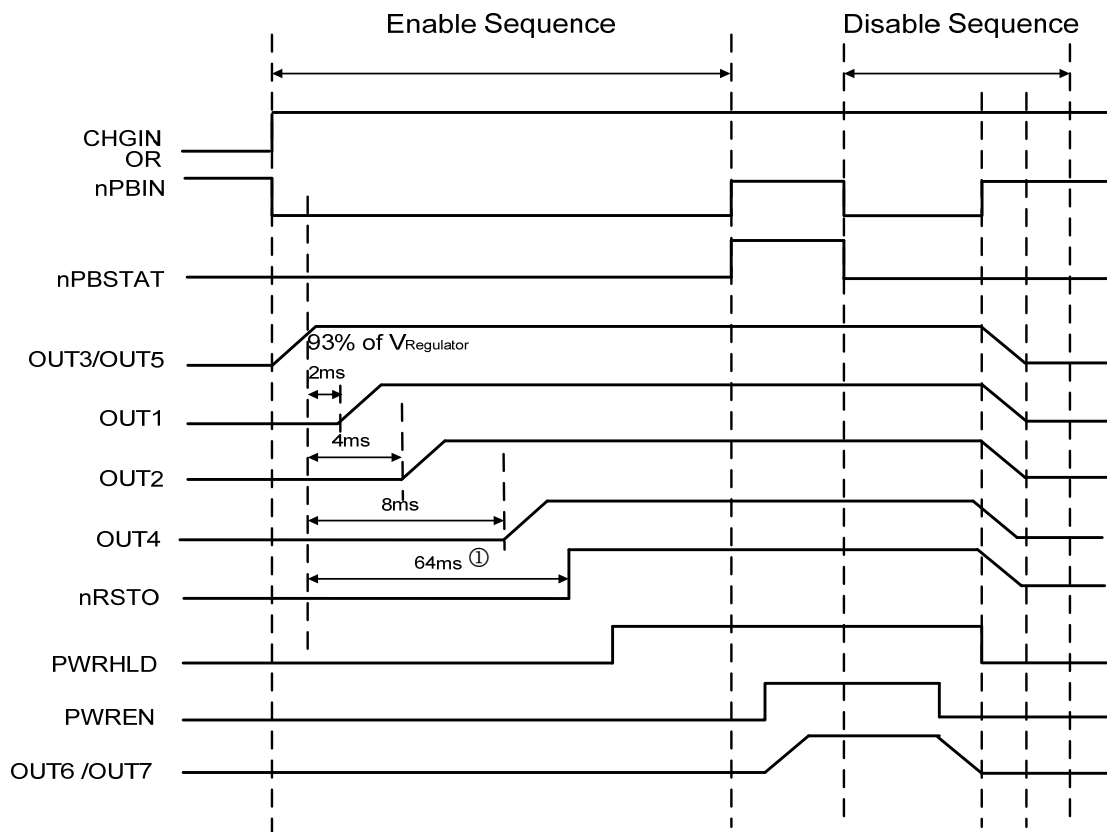 Enable Sequence
Disable Sequence
CHGIN
OR
nPBIN
nPBSTAT
OUT3/OUT5
93% of VRegulator
2ms
OUT1
4ms
OUT2
8ms
OUT4
64ms ①
nRSTO
PWRHLD
PWREN
OUT6 /OUT7